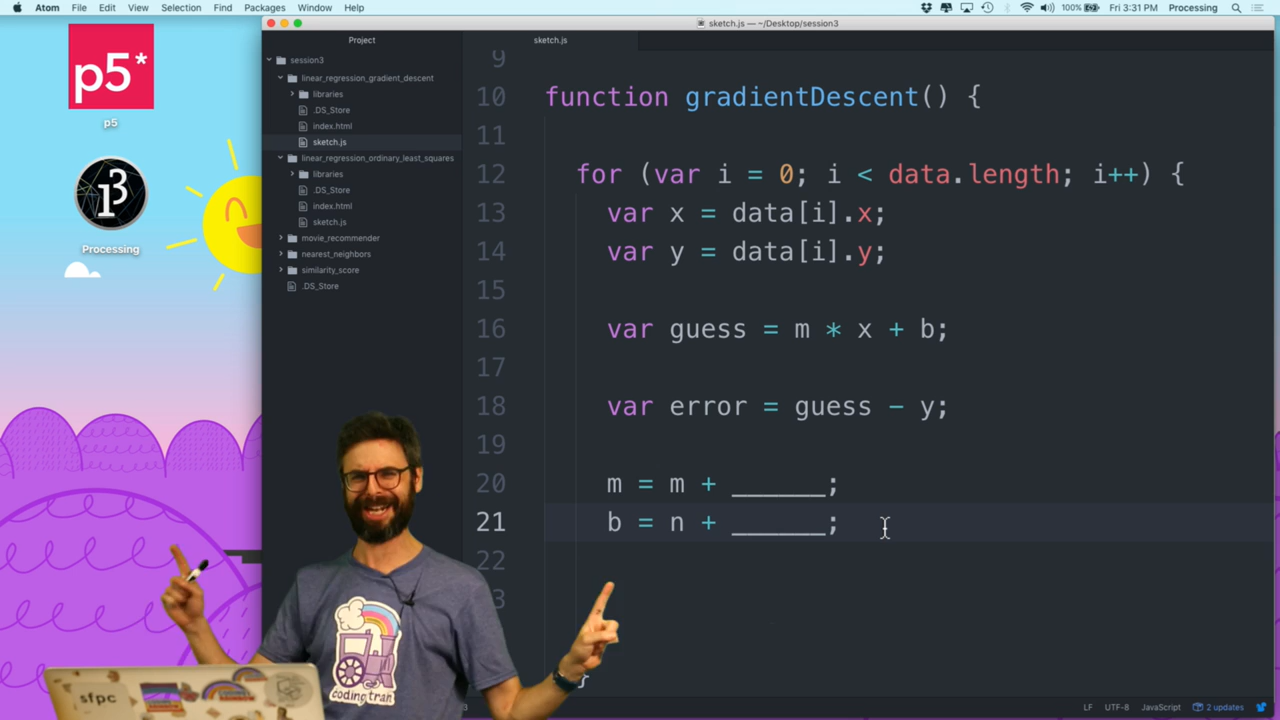 Atom File Edit View Selection Find Packages Window Help 100% Fri 3:31 PM Processing
sketch.js — ~/Desktop/session3
p5*
p5
Processing
Project
session3
linear_regression_gradient_descent
libraries
.DS_Store
index.html
sketch.js
linear_regression_ordinary_least_squares
libraries
.DS_Store
index.html
sketch.js
movie_recommender
nearest_neighbors
similarity_score
.DS_Store
sketch.js
9
10 function gradientDescent() {
11
12 for (var i = 0; i < data.length; i++) {
13 var x = data[i].x;
14 var y = data[i].y;
15
16 var guess = m * x + b;
17
18 var error = guess - y;
19
20 m = m + ______;
21 b = n + ______;
22
3
}
coding train
sfpc
3 LF UTF-8 JavaScript 2 updates